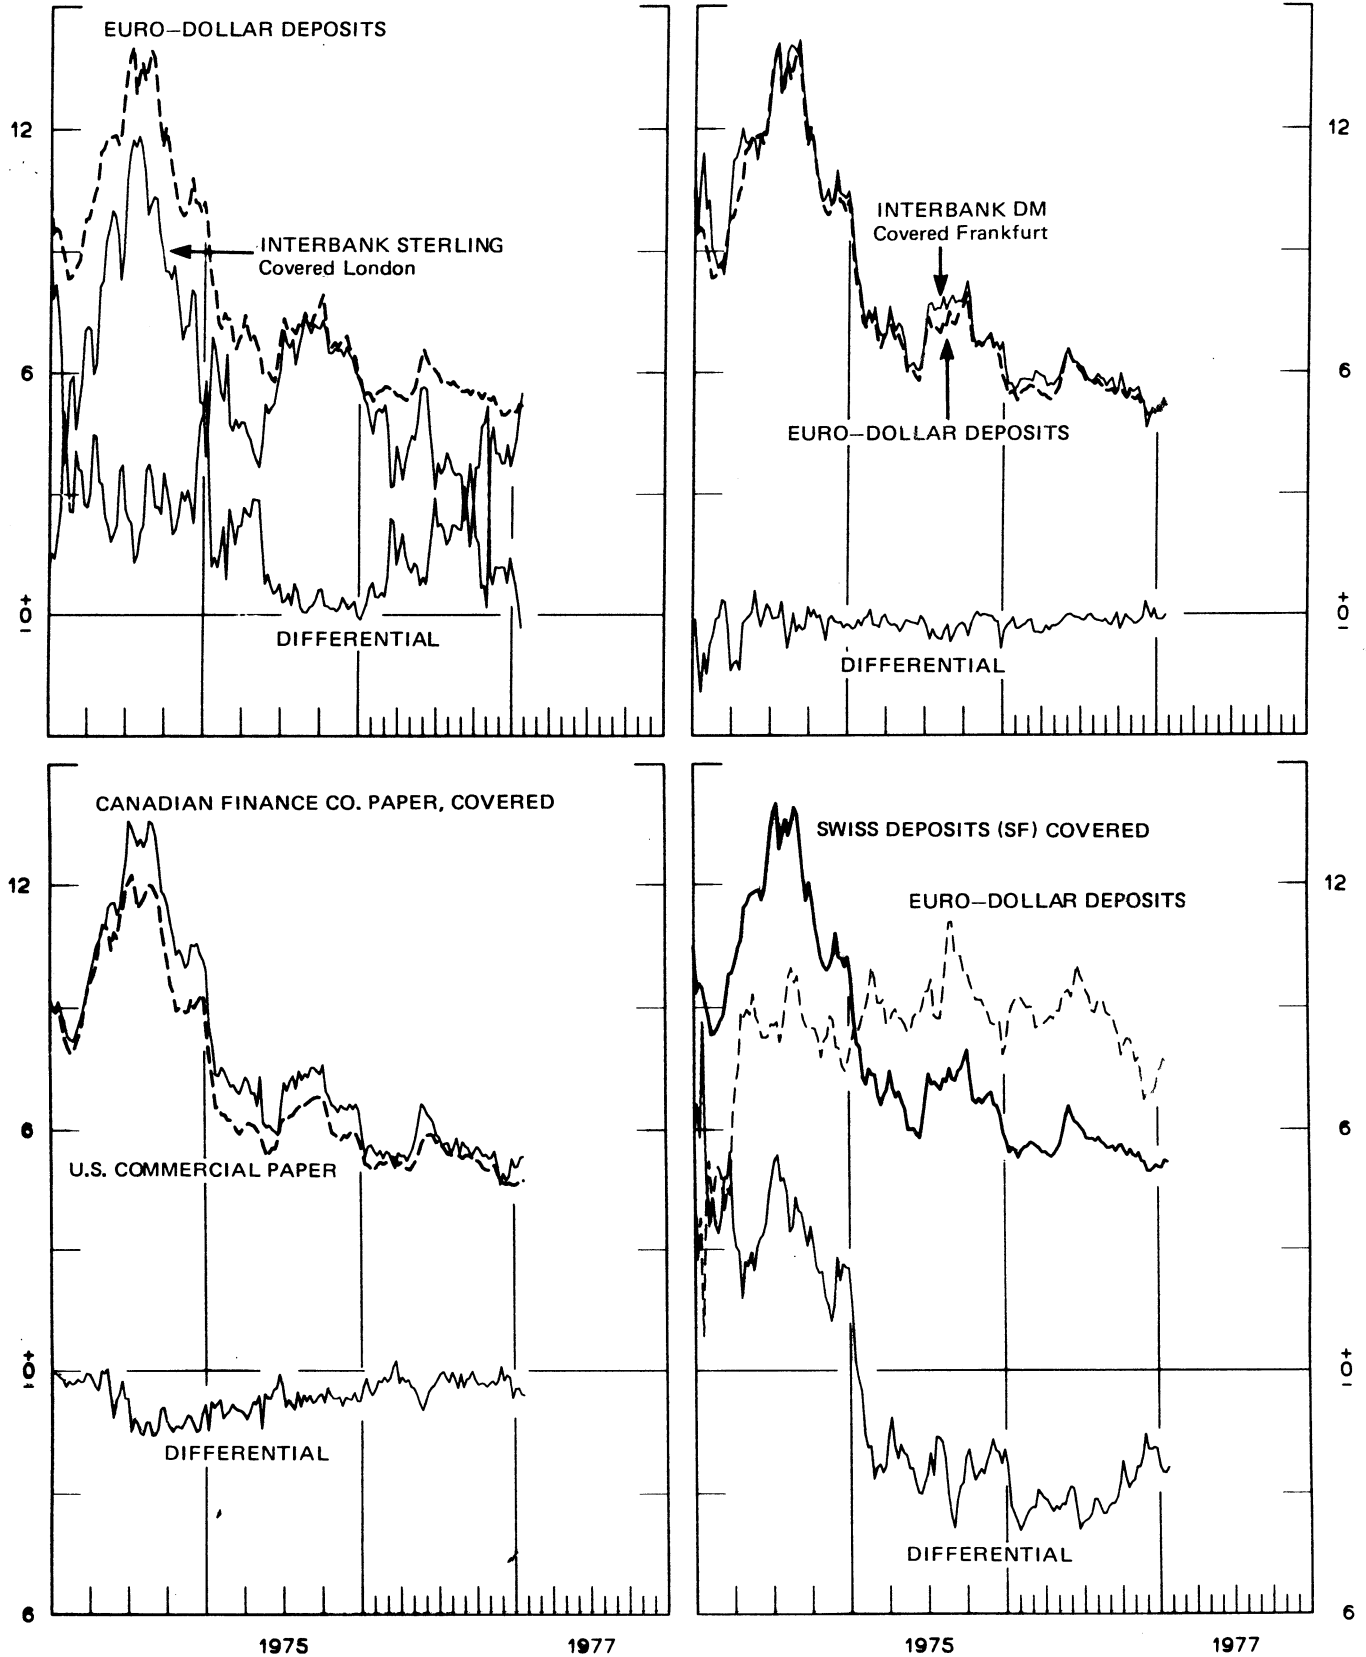 EURO–DOLLAR DEPOSITS
12
INTERBANK STERLING
Covered London
6
+
0
–
DIFFERENTIAL
12
INTERBANK DM
Covered Frankfurt
6
EURO–DOLLAR DEPOSITS
+
0
–
DIFFERENTIAL
CANADIAN FINANCE CO. PAPER, COVERED
12
6
U.S. COMMERCIAL PAPER
+
0
–
DIFFERENTIAL
6
1975
1977
SWISS DEPOSITS (SF) COVERED
EURO–DOLLAR DEPOSITS
12
6
+
0
–
DIFFERENTIAL
6
1975
1977